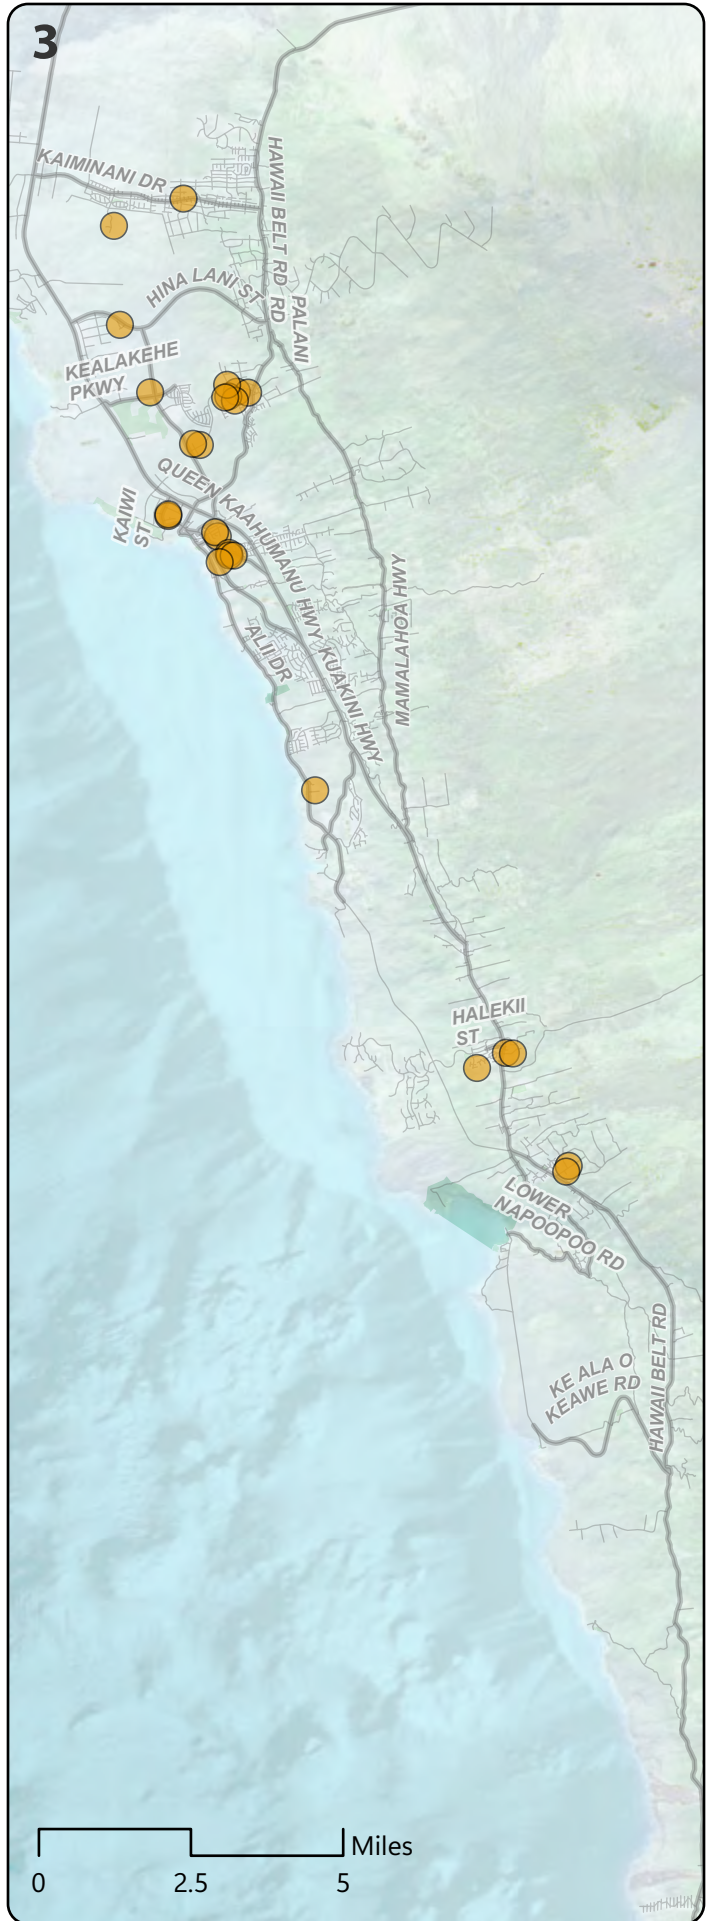 3
KAIMINANI DR
HAWAII BELT RD
HINA LANI ST
RD
PALANI
KEALAKEHE
PKWY
QUEEN KAAHUMANU HWY
KAIWI
ST
MAMALAHOA HWY
ALII DR
KUAKINI HWY
HALEKII
ST
LOWER
NAPOOPOO RD
HAWAII BELT RD
KE ALA O
KEAWE RD
Miles
0 2.5 5